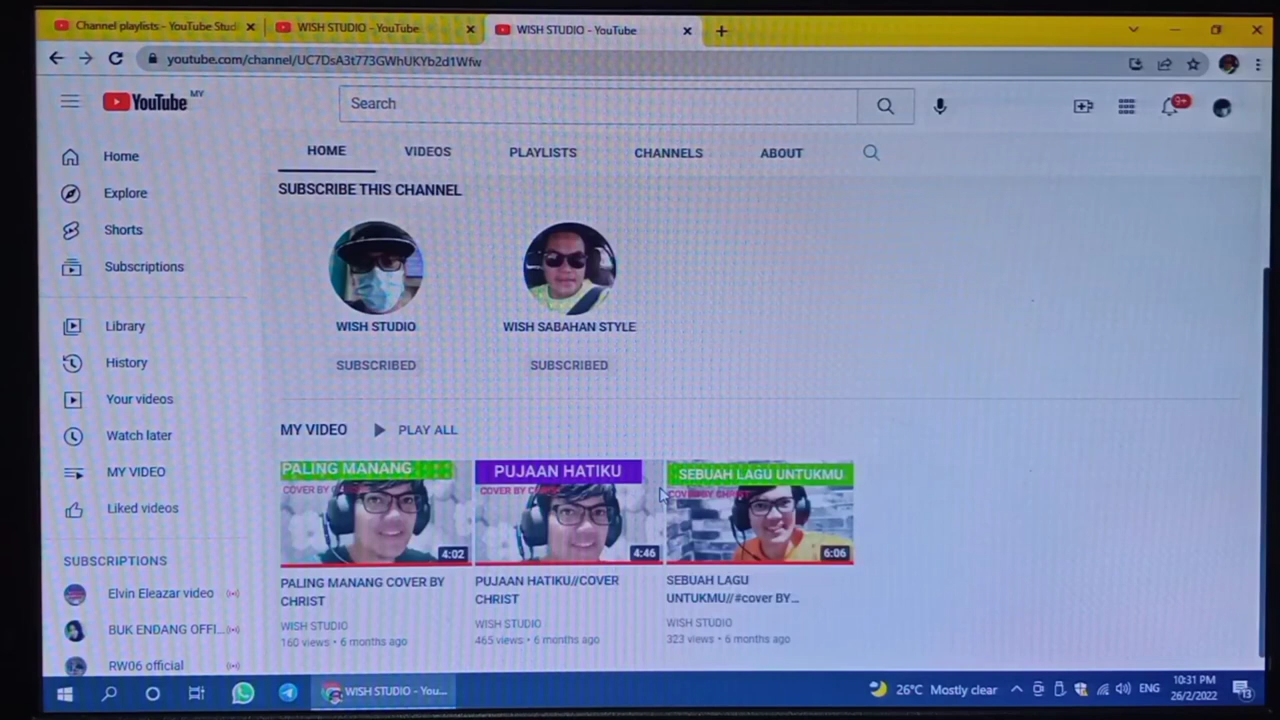 Channel playlists - YouTube Stud
WISH STUDIO - YouTube
WISH STUDIO - YouTube
youtube.com/channel/UC7DsA3t773GWhUKYb2d1Wfw
YouTube MY
Search
9+
HOME VIDEOS PLAYLISTS CHANNELS ABOUT
Home
Explore
Shorts
Subscriptions
Library
History
Your videos
Watch later
MY VIDEO
Liked videos
SUBSCRIPTIONS
Elvin Eleazar video
BUK ENDANG OFFI...
RW06 official
SUBSCRIBE THIS CHANNEL
WISH STUDIO
SUBSCRIBED
WISH SABAHAN STYLE
SUBSCRIBED
MY VIDEO PLAY ALL
PALING MANANG
COVER BY
4:02
PALING MANANG COVER BY
CHRIST
WISH STUDIO
160 views • 6 months ago
PUJAAN HATIKU
COVER BY
4:46
PUJAAN HATIKU//COVER
CHRIST
WISH STUDIO
465 views • 6 months ago
SEBUAH LAGU UNTUKMU
COVER BY CHRIST
6:06
SEBUAH LAGU
UNTUKMU//#cover BY...
WISH STUDIO
323 views • 6 months ago
WISH STUDIO - You...
26°C Mostly clear
ENG
10:31 PM
26/2/2022
13